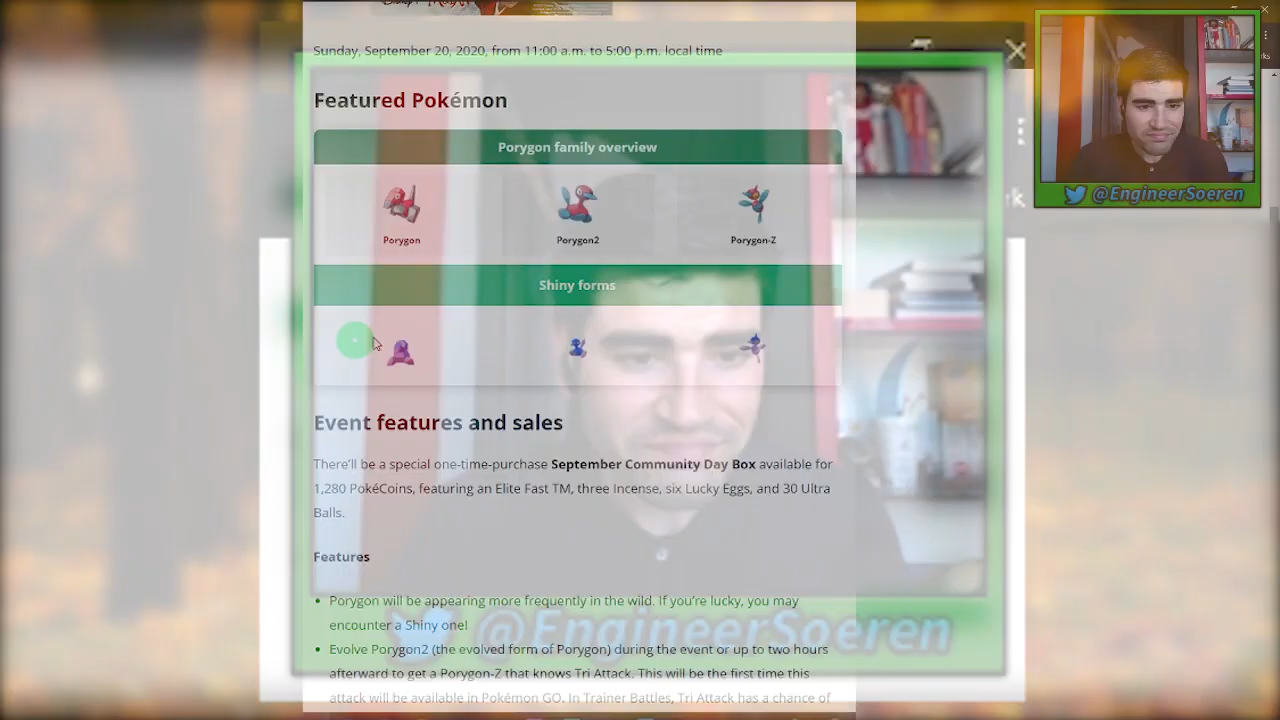 Sunday, September 20, 2020, from 11:00 a.m. to 5:00 p.m. local time
Featured Pokémon
Porygon family overview
Porygon Porygon2 Porygon-Z
Shiny forms
Event features and sales
There'll be a special one-time-purchase September Community Day Box available for
1,280 PokéCoins, featuring an Elite Fast TM, three Incense, six Lucky Eggs, and 30 Ultra
Balls.
Features
• Porygon will be appearing more frequently in the wild. If you're lucky, you may
encounter a Shiny one!
• Evolve Porygon2 (the evolved form of Porygon) during the event or up to two hours
afterward to get a Porygon-Z that knows Tri Attack. This will be the first time this
attack will be available in Pokémon GO. In Trainer Battles, Tri Attack has a chance of
@EngineerSoeren
@EngineerSoeren